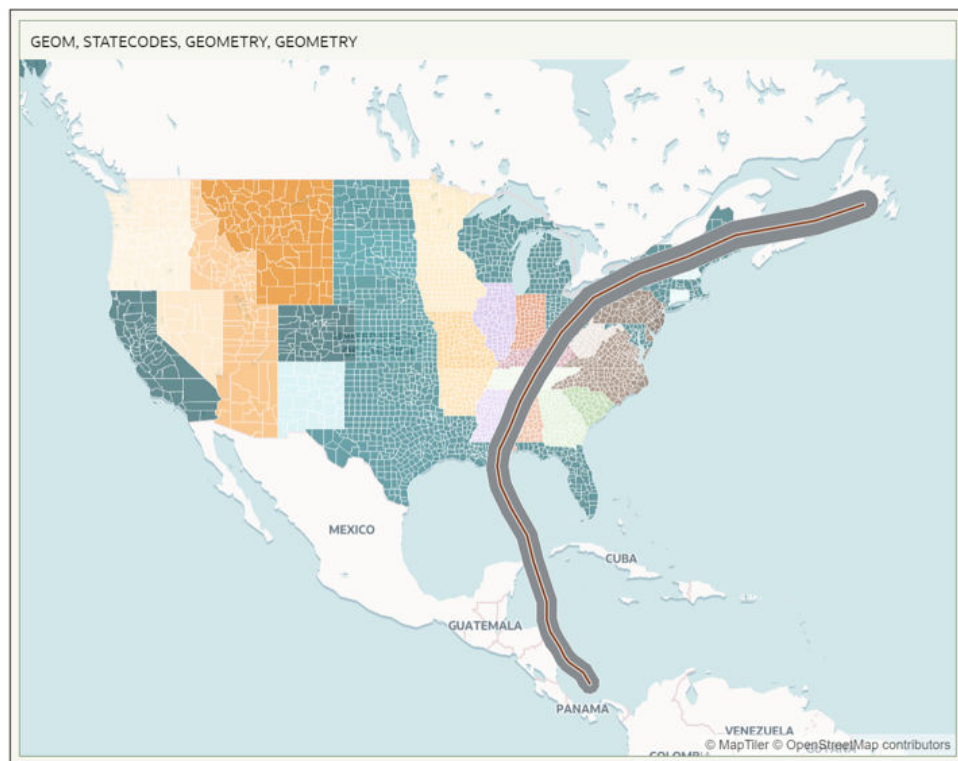 GEOM, STATECODES, GEOMETRY, GEOMETRY
MEXICO
CUBA
GUATEMALA
PANAMA
VENEZUELA
© MapTiler © OpenStreetMap contributors